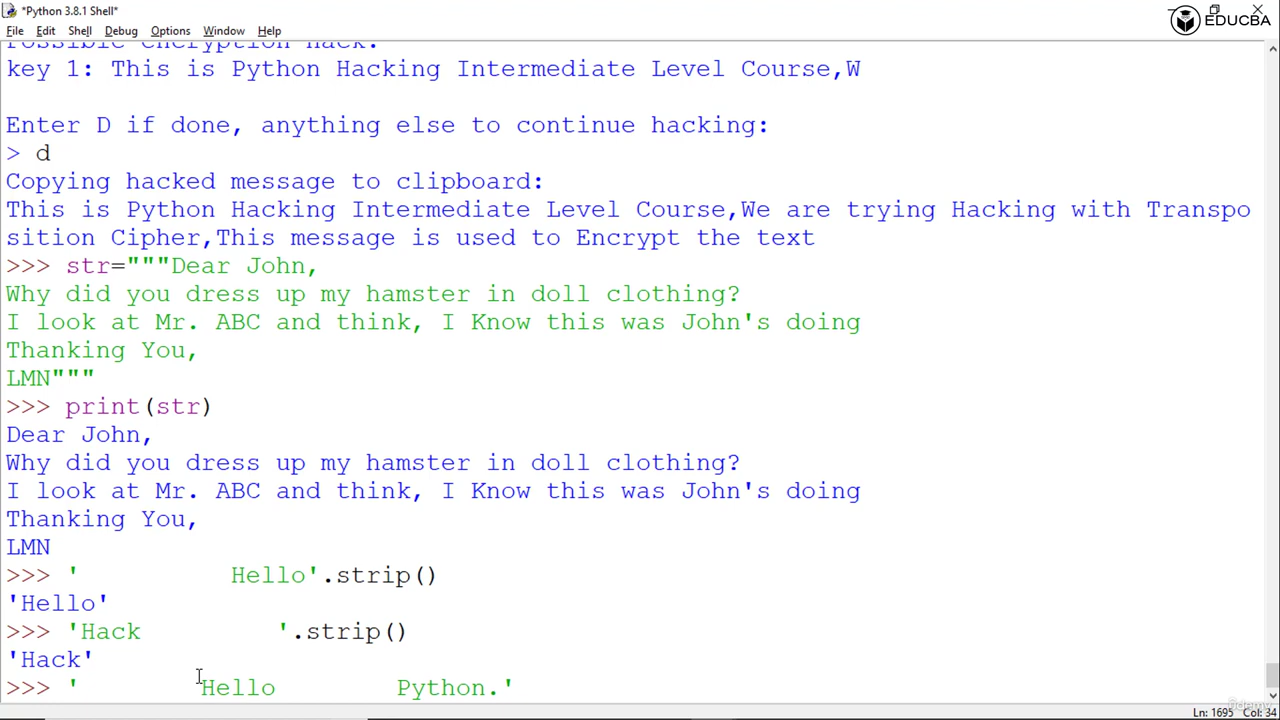 *Python 3.8.1 Shell*
EDUCBA
File Edit Shell Debug Options Window Help
Possible encryption hack:
key 1: This is Python Hacking Intermediate Level Course,W
Enter D if done, anything else to continue hacking:
> d
Copying hacked message to clipboard:
This is Python Hacking Intermediate Level Course,We are trying Hacking with Transpo
sition Cipher,This message is used to Encrypt the text
>>> str="""Dear John,
Why did you dress up my hamster in doll clothing?
I look at Mr. ABC and think, I Know this was John's doing
Thanking You,
LMN"""
>>> print(str)
Dear John,
Why did you dress up my hamster in doll clothing?
I look at Mr. ABC and think, I Know this was John's doing
Thanking You,
LMN
>>> '          Hello'.strip()
'Hello'
>>> 'Hack         '.strip()
'Hack'
>>> '        Hello        Python.'
Udemy
Ln: 1695 Col: 34